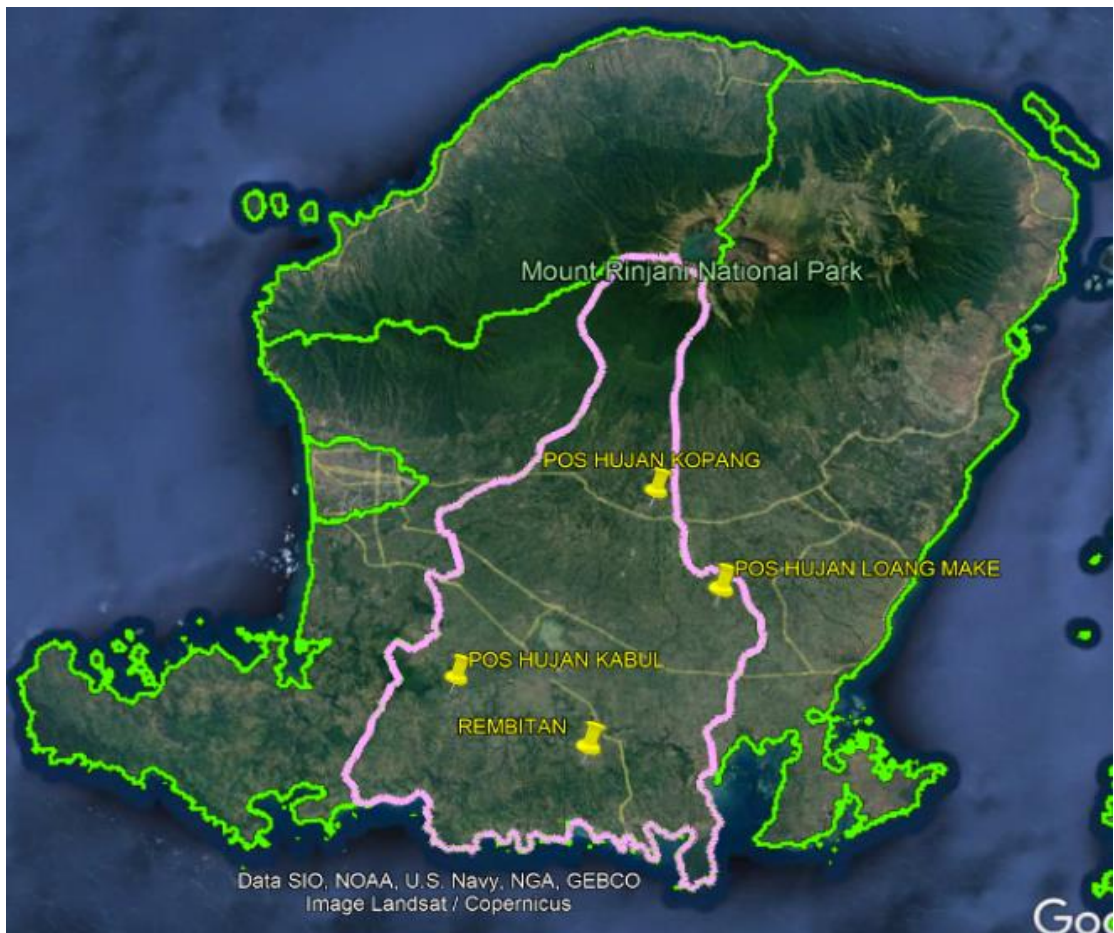 Mount Rinjani National Park
POS HUJAN KOPANG
POS HUJAN LOANG MAKE
POS HUJAN KABUL
REMBITAN
Data SIO, NOAA, U.S. Navy, NGA, GEBCO
Image Landsat / Copernicus
Goo